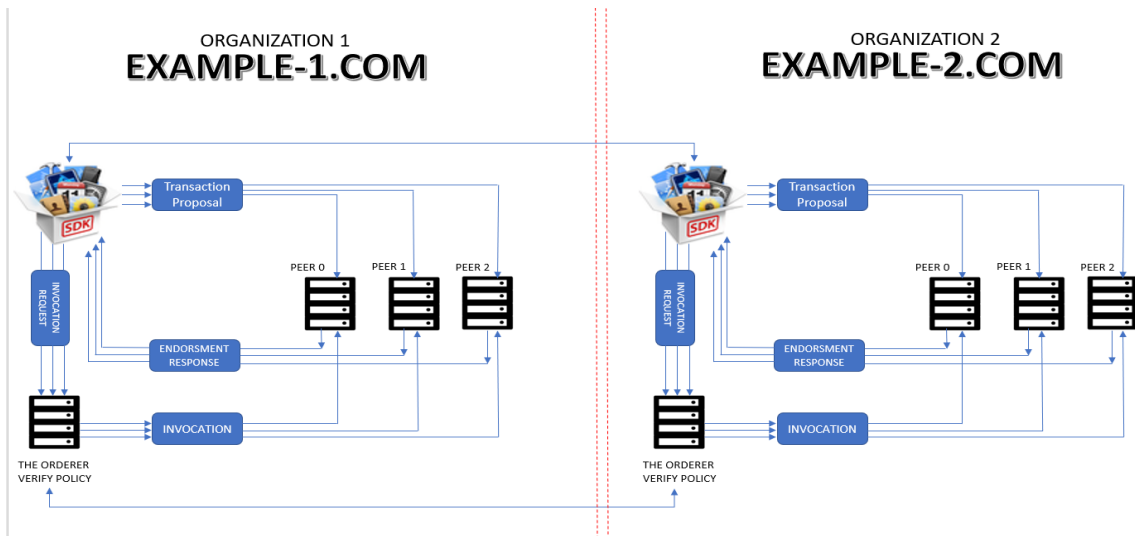 ORGANIZATION 1
EXAMPLE-1.COM
SDK
Transaction
Proposal
INVOCATION
REQUEST
PEER 0
PEER 1
PEER 2
ENDORSMENT
RESPONSE
INVOCATION
THE ORDERER
VERIFY POLICY
ORGANIZATION 2
EXAMPLE-2.COM
SDK
Transaction
Proposal
INVOCATION
REQUEST
PEER 0
PEER 1
PEER 2
ENDORSMENT
RESPONSE
INVOCATION
THE ORDERER
VERIFY POLICY